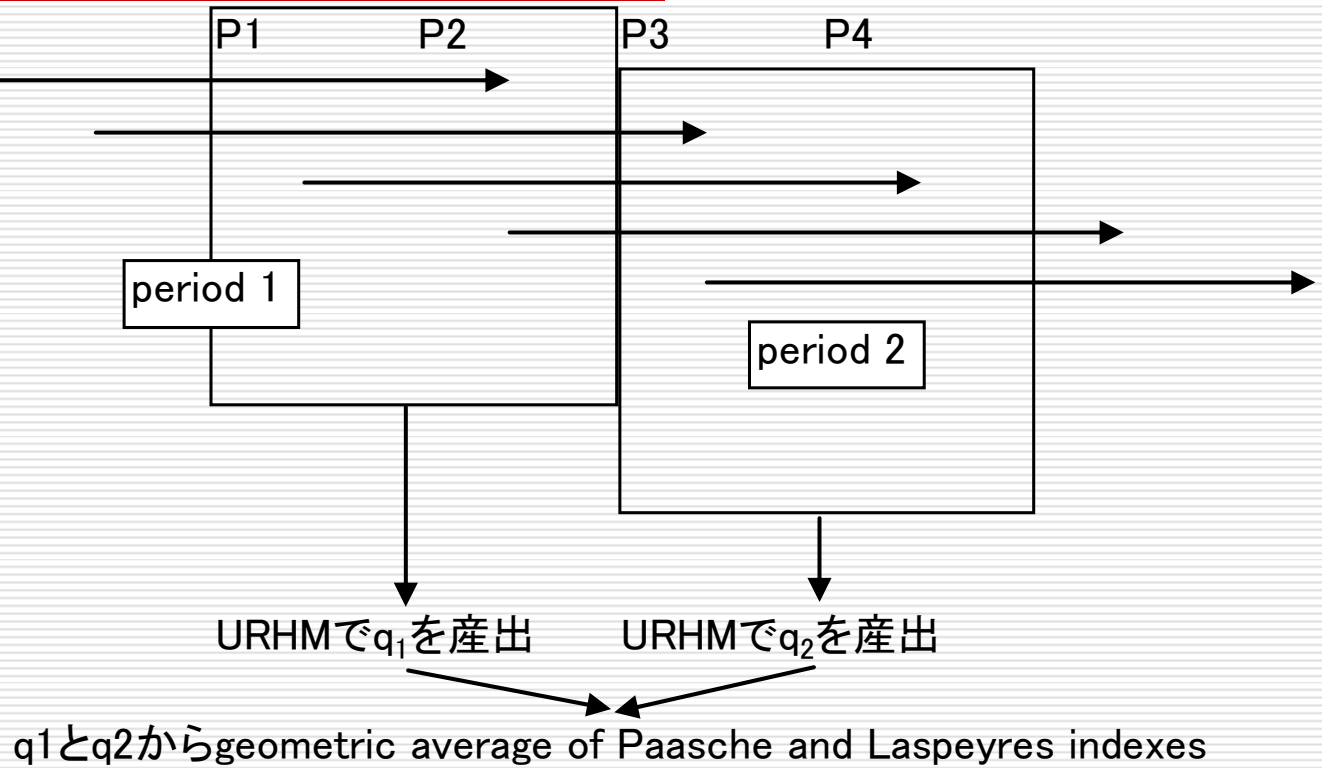 P1 P2 P3 P4
period 1
period 2
URHMでq₁を産出 URHMでq₂を産出
q1とq2からgeometric average of Paasche and Laspeyres indexes